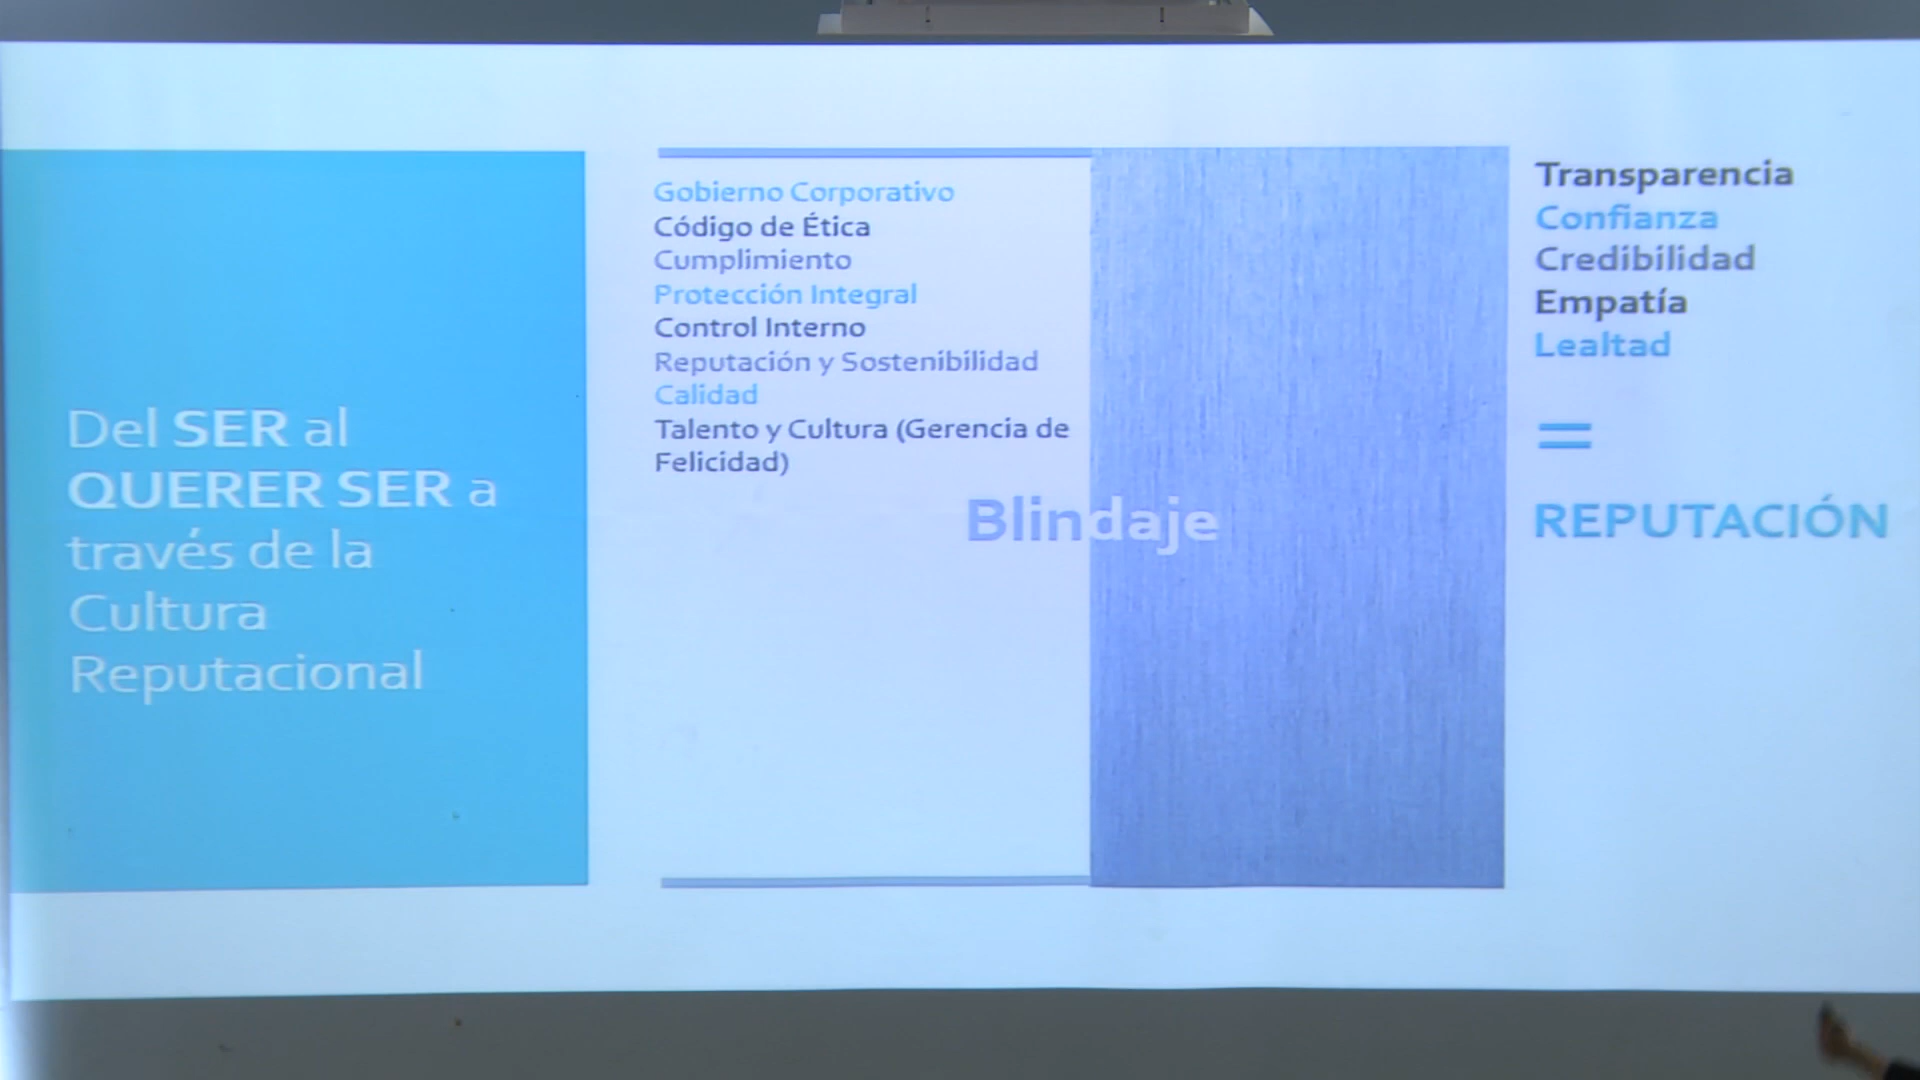 Del SER al
QUERER SER a
través de la
Cultura
Reputacional
Gobierno Corporativo
Código de Ética
Cumplimiento
Protección Integral
Control Interno
Reputación y Sostenibilidad
Calidad
Talento y Cultura (Gerencia de
Felicidad)
Blindaje
Transparencia
Confianza
Credibilidad
Empatía
Lealtad
=
REPUTACIÓN